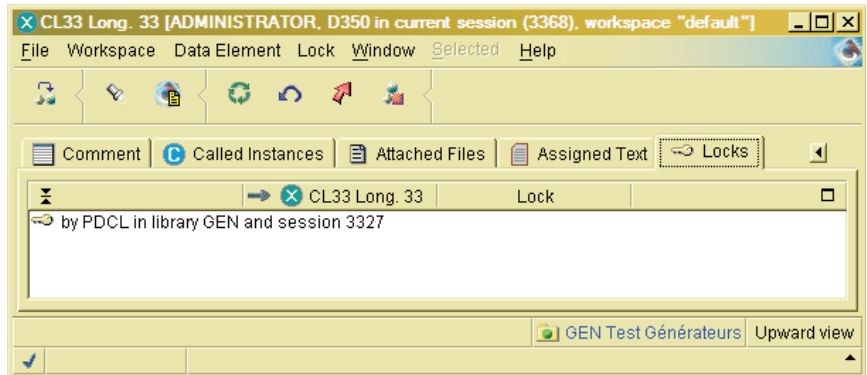 CL33 Long. 33 [ADMINISTRATOR, D350 in current session (3368), workspace "default"]
File Workspace Data Element Lock Window Selected Help
Comment Called Instances Attached Files Assigned Text Locks
CL33 Long. 33 Lock
by PDCL in library GEN and session 3327
GEN Test Générateurs Upward view